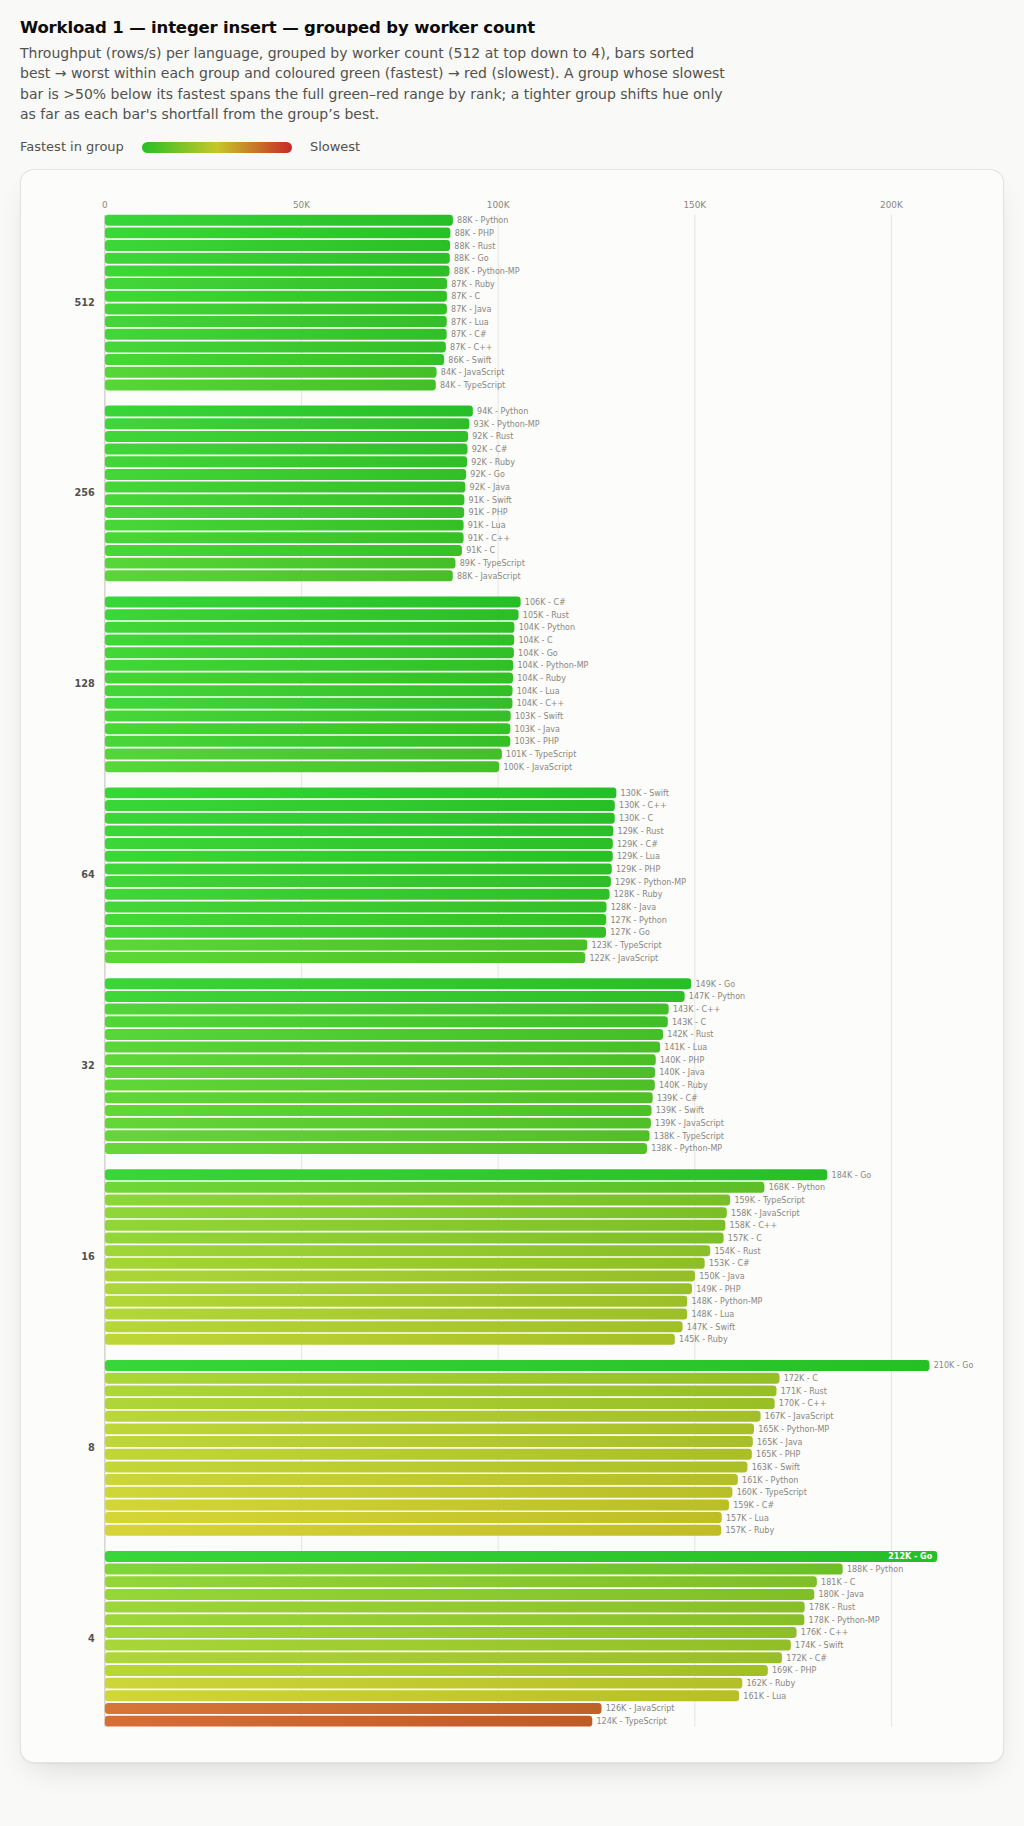 Workload 1 — integer insert — grouped by worker count
Throughput (rows/s) per language, grouped by worker count (512 at top down to 4), bars sorted
best → worst within each group and coloured green (fastest) → red (slowest). A group whose slowest
bar is >50% below its fastest spans the full green–red range by rank; a tighter group shifts hue only
as far as each bar's shortfall from the group’s best.
Fastest in group Slowest
0 50K 100K 150K 200K
512
88K - Python
88K - PHP
88K - Rust
88K - Go
88K - Python-MP
87K - Ruby
87K - C
87K - Java
87K - Lua
87K - C#
87K - C++
86K - Swift
84K - JavaScript
84K - TypeScript
256
94K - Python
93K - Python-MP
92K - Rust
92K - C#
92K - Ruby
92K - Go
92K - Java
91K - Swift
91K - PHP
91K - Lua
91K - C++
91K - C
89K - TypeScript
88K - JavaScript
128
106K - C#
105K - Rust
104K - Python
104K - C
104K - Go
104K - Python-MP
104K - Ruby
104K - Lua
104K - C++
103K - Swift
103K - Java
103K - PHP
101K - TypeScript
100K - JavaScript
64
130K - Swift
130K - C++
130K - C
129K - Rust
129K - C#
129K - Lua
129K - PHP
129K - Python-MP
128K - Ruby
128K - Java
127K - Python
127K - Go
123K - TypeScript
122K - JavaScript
32
149K - Go
147K - Python
143K - C++
143K - C
142K - Rust
141K - Lua
140K - PHP
140K - Java
140K - Ruby
139K - C#
139K - Swift
139K - JavaScript
138K - TypeScript
138K - Python-MP
16
184K - Go
168K - Python
159K - TypeScript
158K - JavaScript
158K - C++
157K - C
154K - Rust
153K - C#
150K - Java
149K - PHP
148K - Python-MP
148K - Lua
147K - Swift
145K - Ruby
8
210K - Go
172K - C
171K - Rust
170K - C++
167K - JavaScript
165K - Python-MP
165K - Java
165K - PHP
163K - Swift
161K - Python
160K - TypeScript
159K - C#
157K - Lua
157K - Ruby
4
212K - Go
188K - Python
181K - C
180K - Java
178K - Rust
178K - Python-MP
176K - C++
174K - Swift
172K - C#
169K - PHP
162K - Ruby
161K - Lua
126K - JavaScript
124K - TypeScript